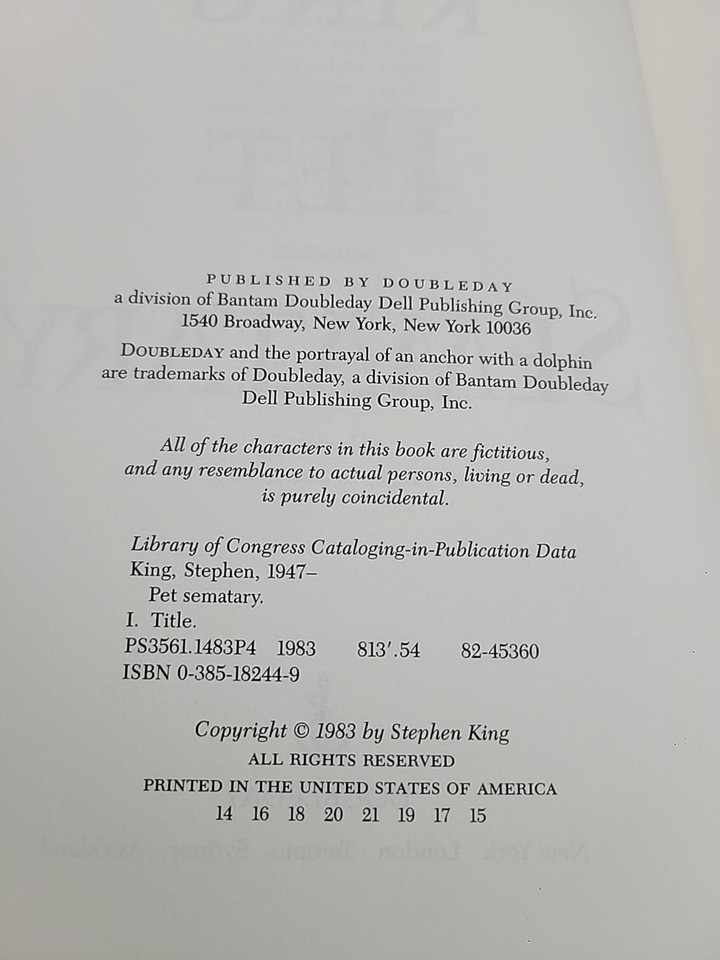 PUBLISHED BY DOUBLEDAY
a division of Bantam Doubleday Dell Publishing Group, Inc.
1540 Broadway, New York, New York 10036
DOUBLEDAY and the portrayal of an anchor with a dolphin
are trademarks of Doubleday, a division of Bantam Doubleday
Dell Publishing Group, Inc.
All of the characters in this book are fictitious,
and any resemblance to actual persons, living or dead,
is purely coincidental.
Library of Congress Cataloging-in-Publication Data
King, Stephen, 1947–
Pet sematary.
I. Title.
PS3561.1483P4 1983 813′.54 82-45360
ISBN 0-385-18244-9
Copyright © 1983 by Stephen King
ALL RIGHTS RESERVED
PRINTED IN THE UNITED STATES OF AMERICA
14 16 18 20 21 19 17 15